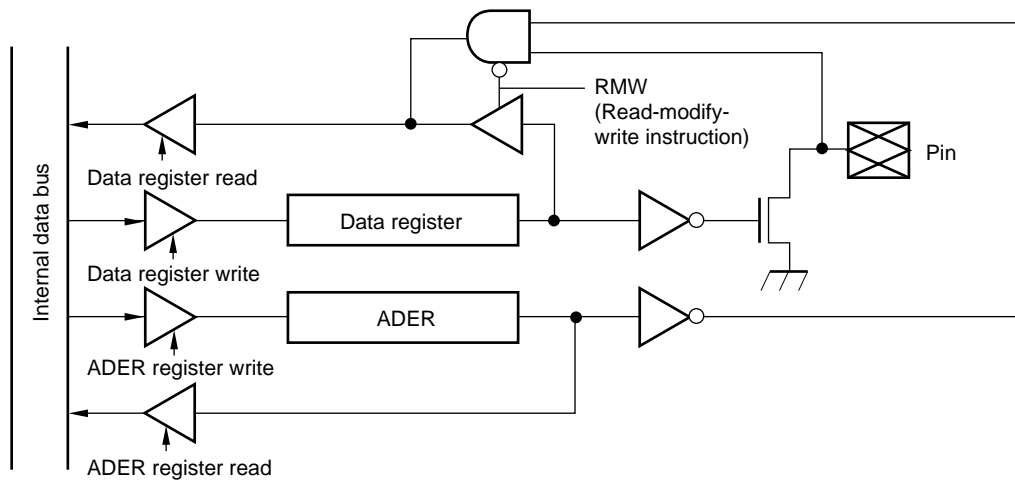 RMW
(Read-modify-
write instruction)
Pin
Data register read
Data register
Internal data bus
Data register write
ADER
ADER register write
ADER register read